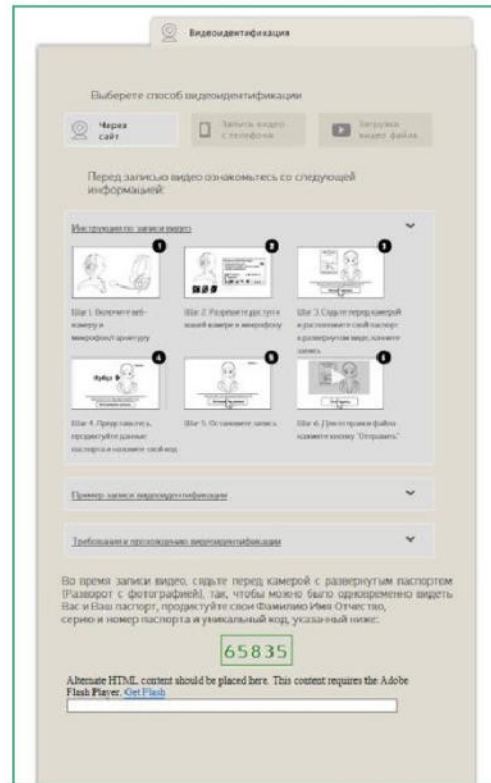 Видеоидентификация
Выберете способ видеоидентификации
Через
сайт
Запись видео
с телефона
Загрузка
видео файла
Перед записью видео ознакомьтесь со следующей
информацией:
Инструкция по записи видео
1
2
3
Шаг 1. Включите веб-
камеру и
микрофон/гарнитуру
Шаг 2. Разрешите доступ к
вашей камере и микрофону
Шаг 3. Сядьте перед камерой
и расположите свой паспорт
в развернутом виде, нажмите
запись
4
5
6
Шаг 4. Представьтесь,
продиктуйте данные
паспорта и назовите свой код
Шаг 5. Остановите запись
Шаг 6. Для отправки файла
нажмите кнопку "Отправить"
Пример записи видеоидентификации
Требования к прохождению видеоидентификации
Во время записи видео, сядьте перед камерой с развернутым паспортом
(Разворот с фотографией), так, чтобы можно было одновременно видеть
Вас и Ваш паспорт, продиктуйте свои Фамилию Имя Отчество,
серию и номер паспорта и уникальный код, указанный ниже:
65835
Alternate HTML content should be placed here. This content requires the Adobe
Flash Player. Get Flash